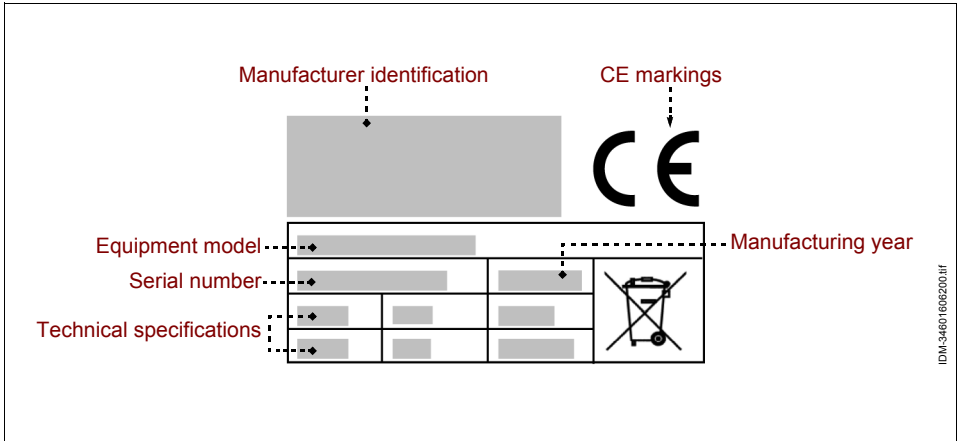 Manufacturer identification
CE markings
CE
Equipment model
Manufacturing year
Serial number
Technical specifications
IDM-34601606200.tif